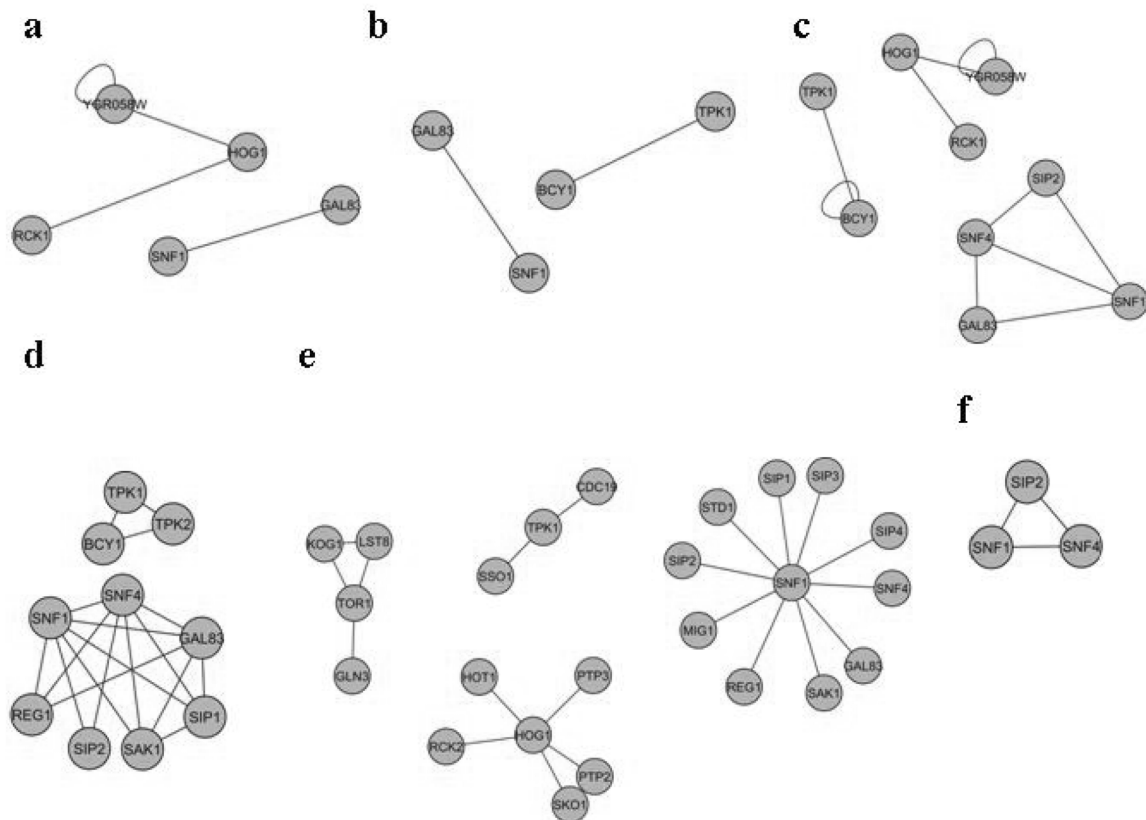 a
b
c
YGR058W
HOG1
RCK1
GAL83
SNF1
GAL83
TPK1
BCY1
SNF1
HOG1
YGR058W
TPK1
RCK1
BCY1
SIP2
SNF4
SNF1
GAL83
d
e
f
TPK1
TPK2
BCY1
SNF4
SNF1
GAL83
REG1
SIP1
SIP2
SAK1
KOG1
LST8
TOR1
GLN3
CDC19
TPK1
SSO1
HOT1
PTP3
RCK2
HOG1
PTP2
SKO1
SIP1
SIP3
STD1
SIP4
SIP2
SNF1
SNF4
MIG1
GAL83
REG1
SAK1
SIP2
SNF1
SNF4